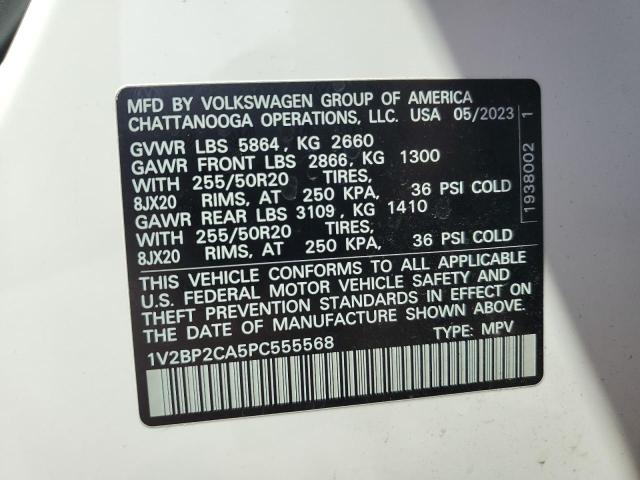 MFD BY VOLKSWAGEN GROUP OF AMERICA
CHATTANOOGA OPERATIONS, LLC. USA 05/2023
GVWR LBS 5864, KG 2660
GAWR FRONT LBS 2866, KG 1300
WITH 255/50R20 TIRES,
8JX20 RIMS, AT 250 KPA, 36 PSI COLD
GAWR REAR LBS 3109, KG 1410
WITH 255/50R20 TIRES,
8JX20 RIMS, AT 250 KPA, 36 PSI COLD
THIS VEHICLE CONFORMS TO ALL APPLICABLE
U.S. FEDERAL MOTOR VEHICLE SAFETY AND
THEFT PREVENTION STANDARDS IN EFFECT ON
THE DATE OF MANUFACTURE SHOWN ABOVE.
1V2BP2CA5PC555568 TYPE: MPV
1938002 1